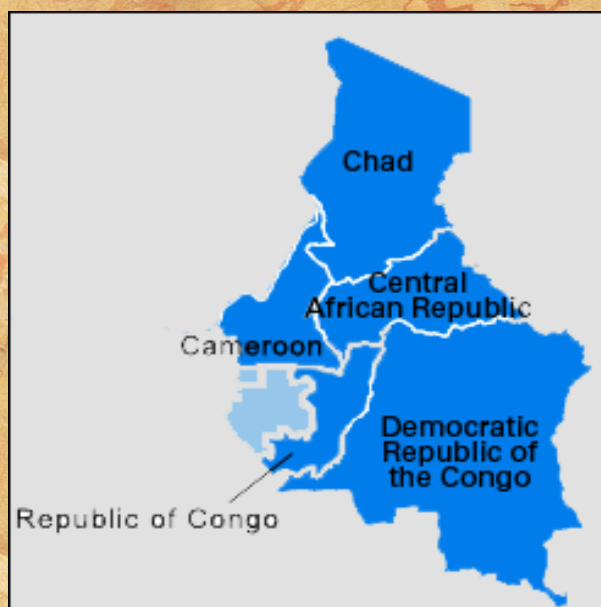 Chad
Central
African Republic
Cameroon
Democratic
Republic of
the Congo
Republic of Congo